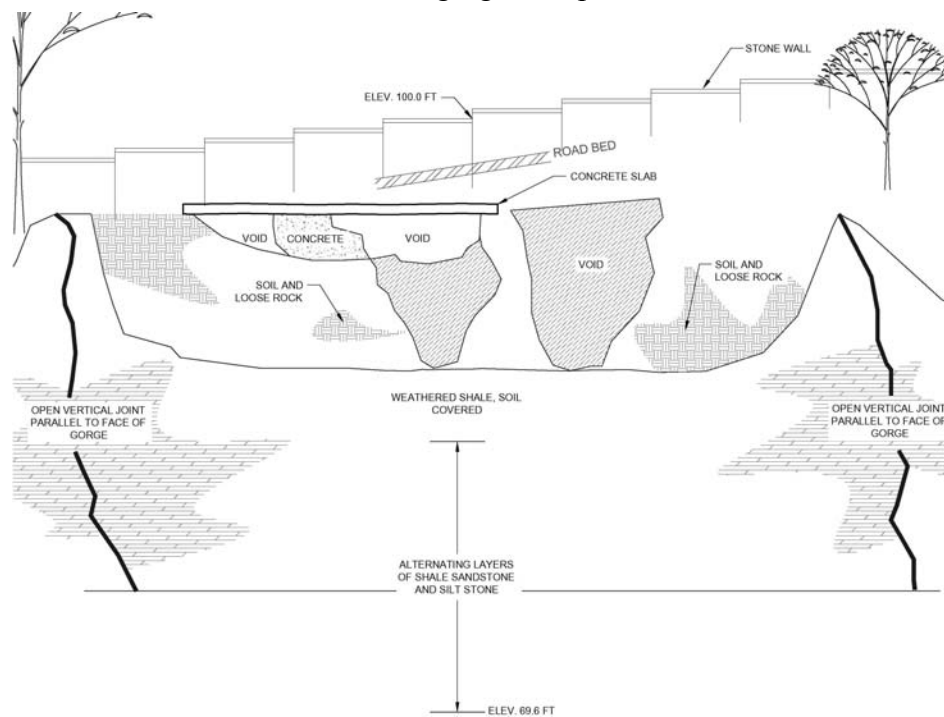 STONE WALL
ELEV. 100.0 FT
ROAD BED
CONCRETE SLAB
VOID
CONCRETE
VOID
VOID
SOIL AND
LOOSE ROCK
SOIL AND
LOOSE ROCK
WEATHERED SHALE, SOIL
COVERED
OPEN VERTICAL JOINT
PARALLEL TO FACE OF
GORGE
OPEN VERTICAL JOINT
PARALLEL TO FACE OF
GORGE
ALTERNATING LAYERS
OF SHALE SANDSTONE
AND SILT STONE
ELEV. 69.6 FT